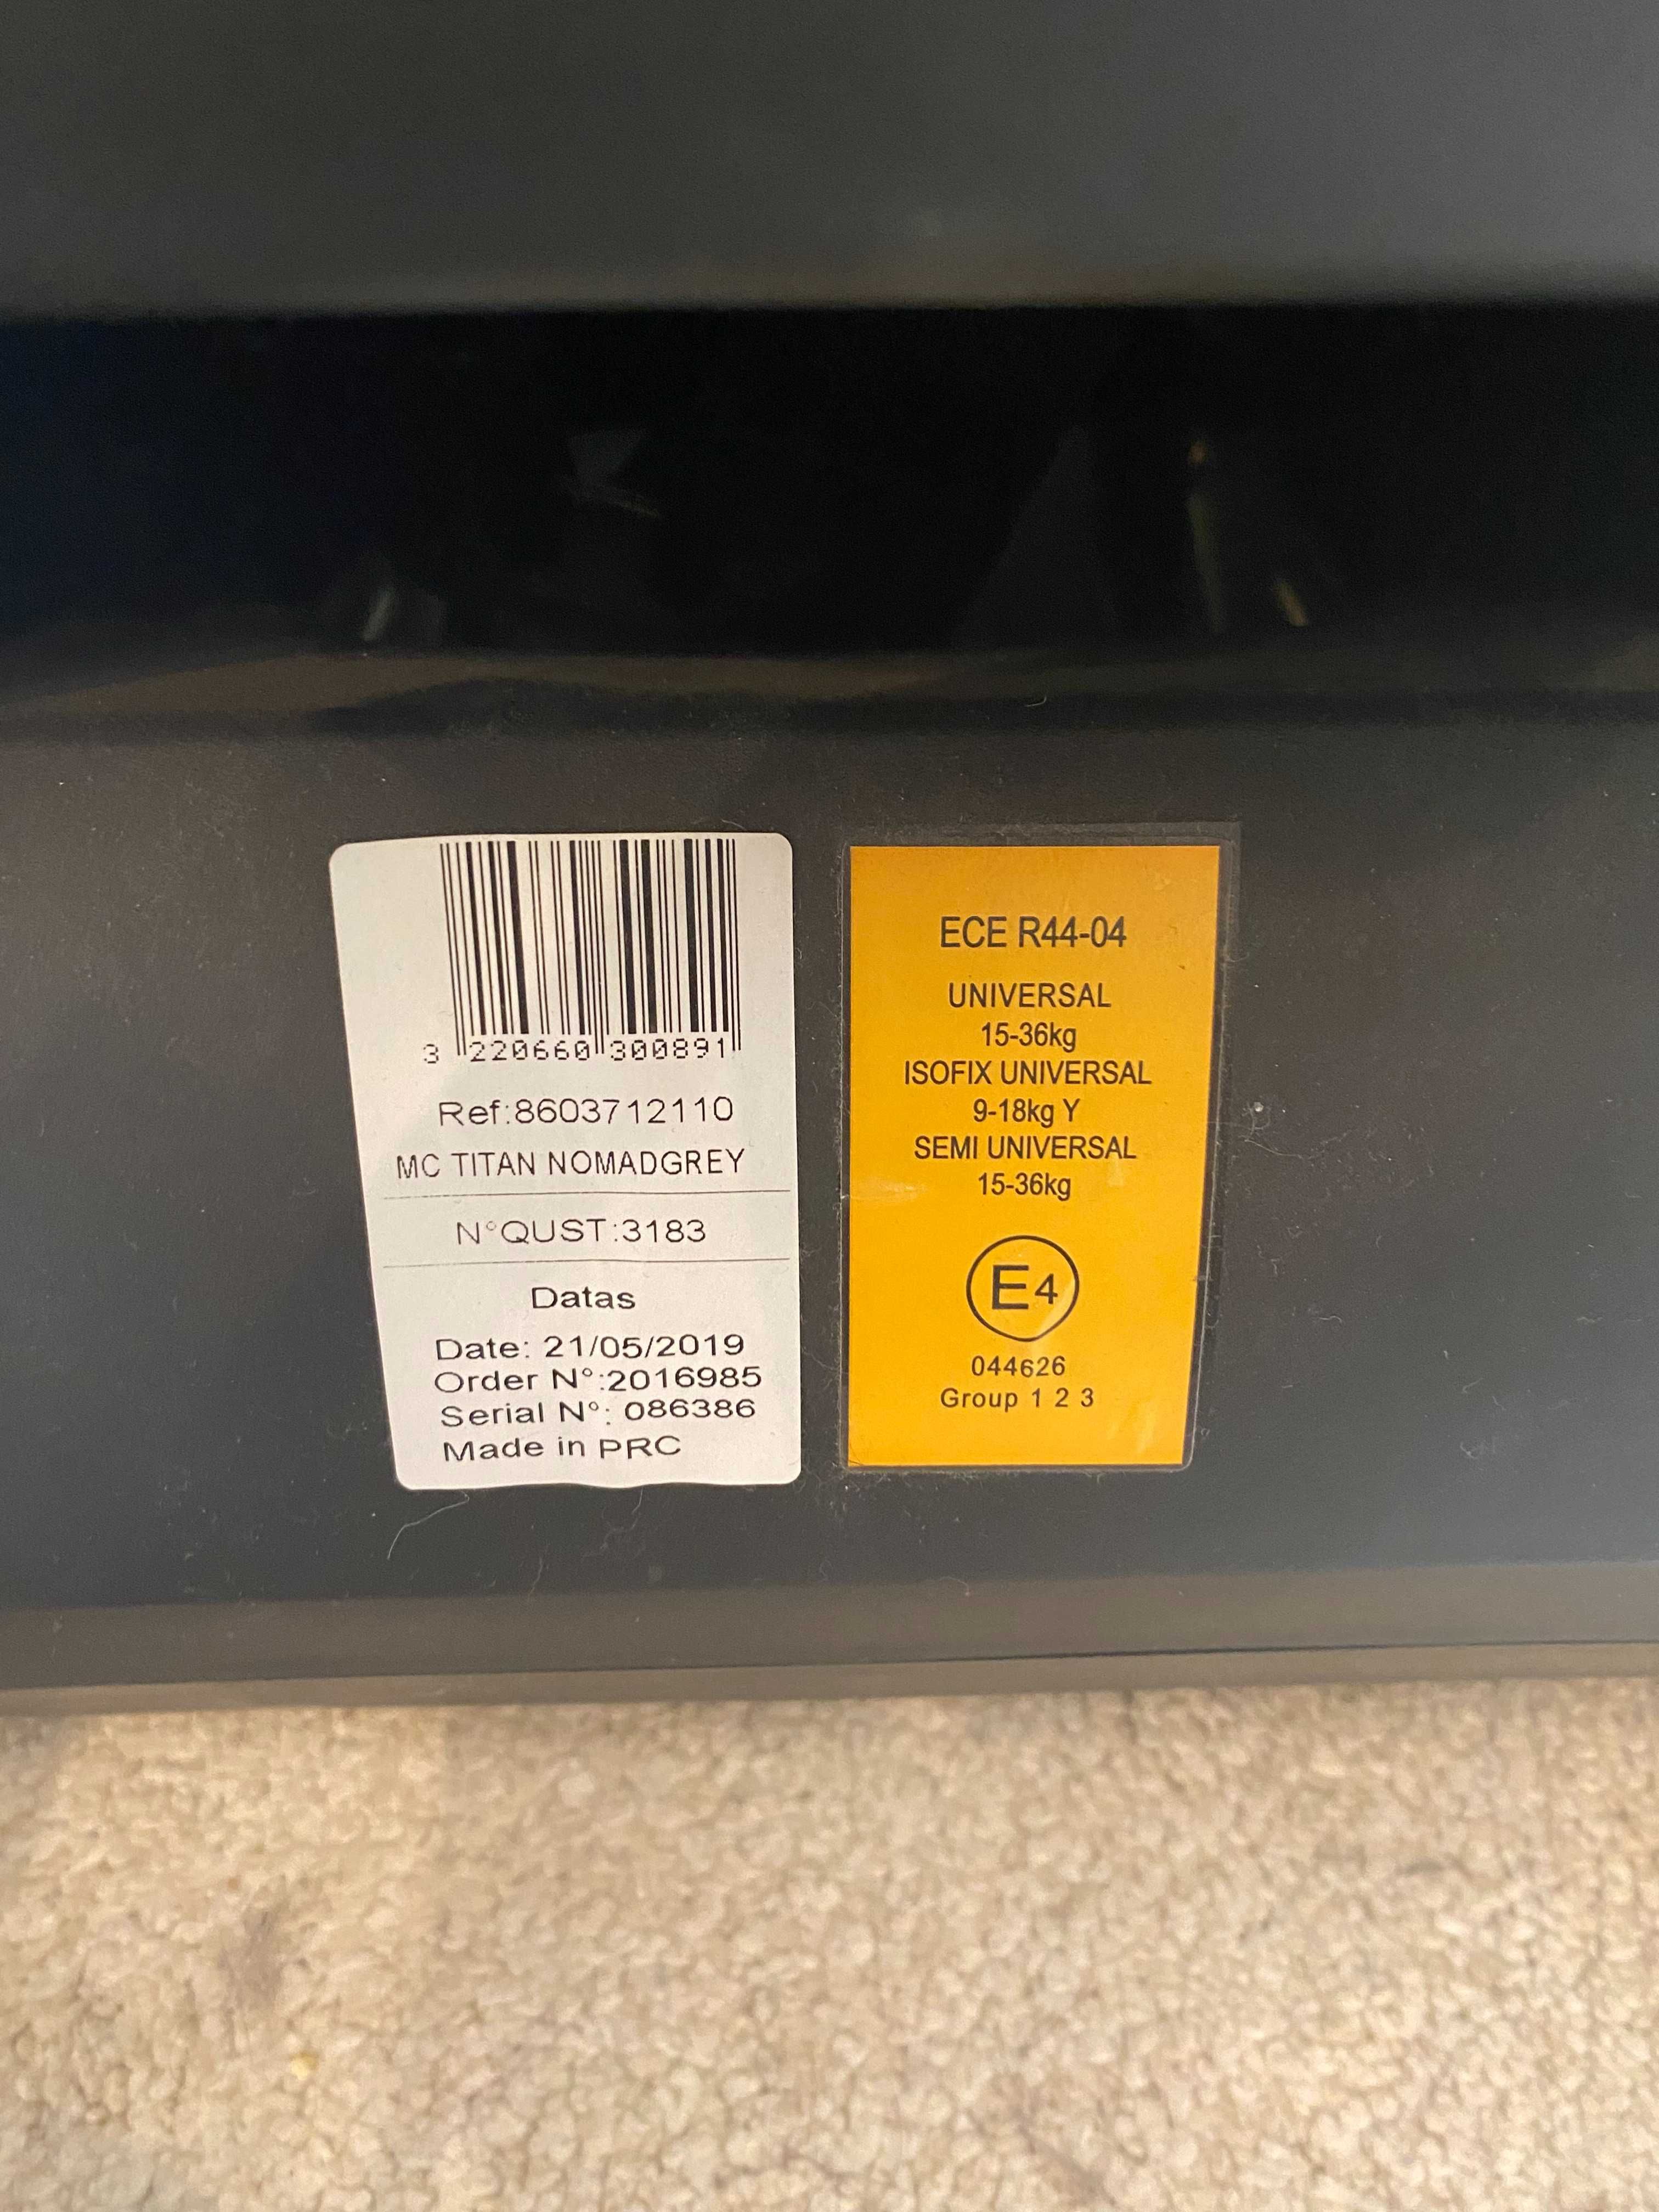 3 220660 300891
Ref:8603712110
MC TITAN NOMADGREY
N°QUST:3183
Datas
Date: 21/05/2019
Order N°:2016985
Serial N°: 086386
Made in PRC
ECE R44-04
UNIVERSAL
15-36kg
ISOFIX UNIVERSAL
9-18kg Y
SEMI UNIVERSAL
15-36kg
E4
044626
Group 1 2 3